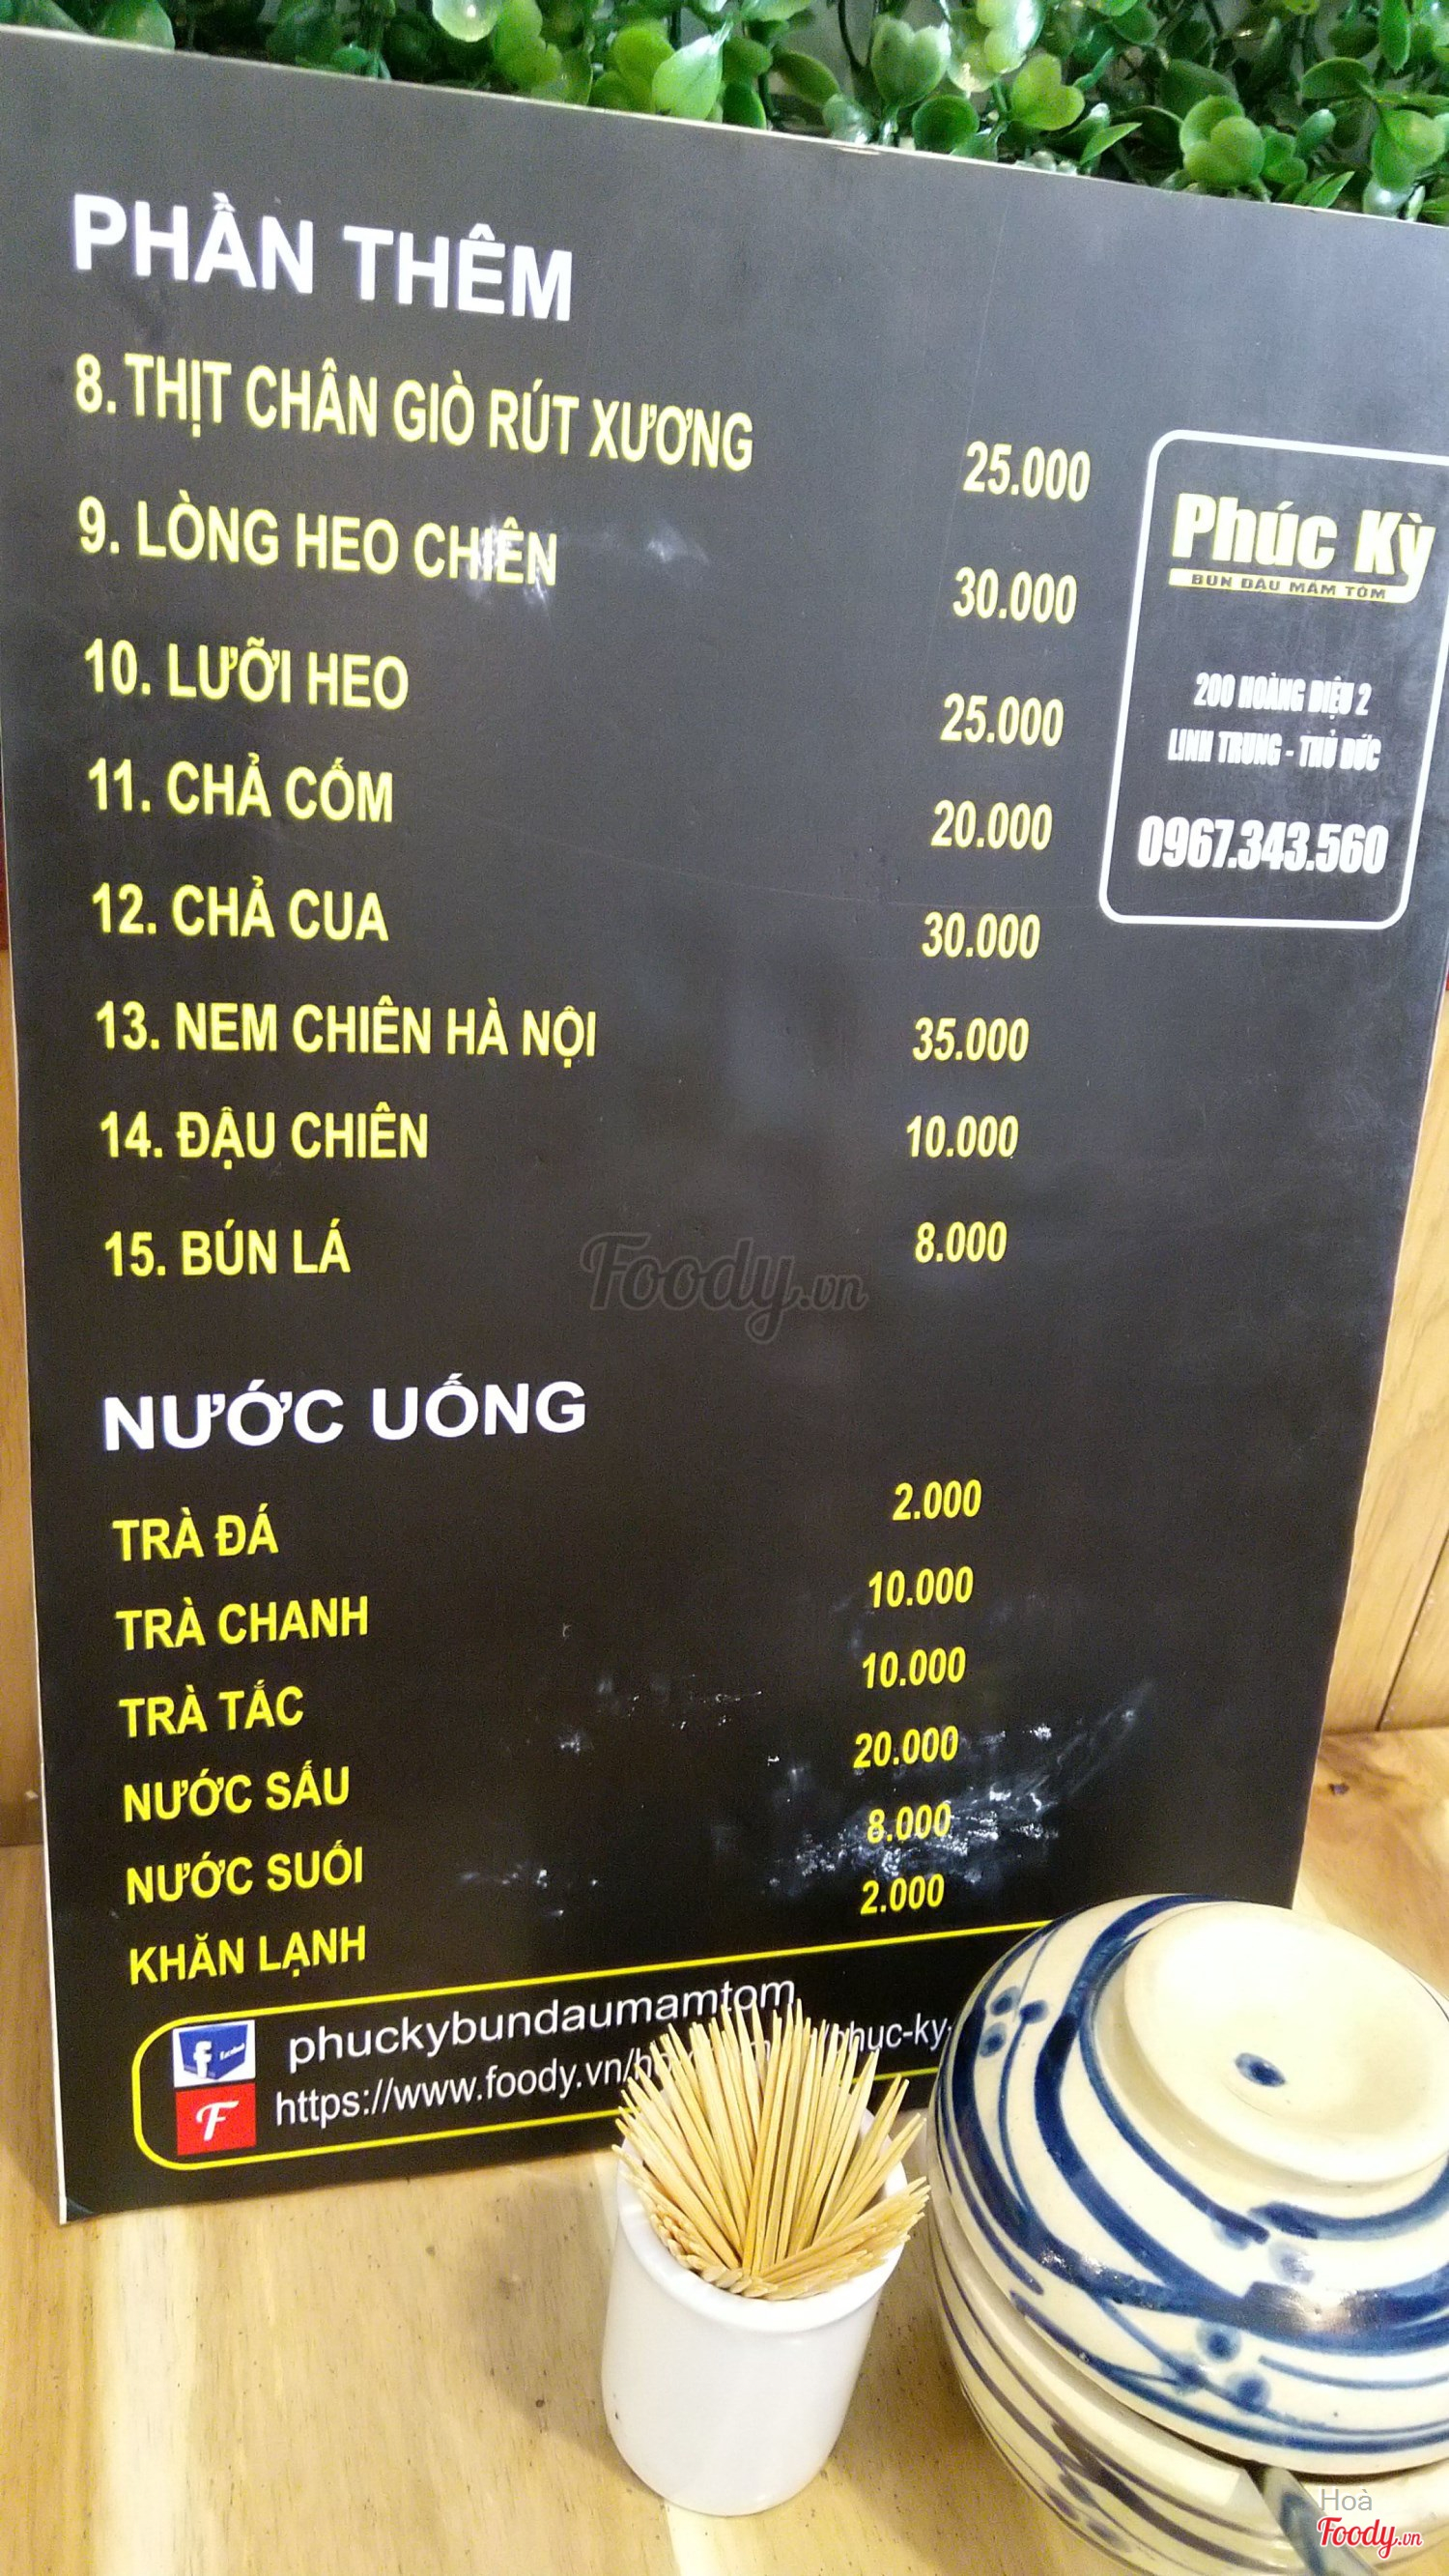 PHẦN THÊM
8. THỊT CHÂN GIÒ RÚT XƯƠNG 25.000
9. LÒNG HEO CHIÊN 30.000
10. LƯỠI HEO 25.000
11. CHẢ CỐM 20.000
12. CHẢ CUA 30.000
13. NEM CHIÊN HÀ NỘI 35.000
14. ĐẬU CHIÊN 10.000
15. BÚN LÁ 8.000
Phúc Kỳ
BÚN ĐẬU MẮM TÔM
200 HOÀNG DIỆU 2
LINH TRUNG - THỦ ĐỨC
0967.343.560
Foody.vn
NƯỚC UỐNG
TRÀ ĐÁ 2.000
TRÀ CHANH 10.000
TRÀ TẮC 10.000
NƯỚC SẤU 20.000
NƯỚC SUỐI 8.000
KHĂN LẠNH 2.000
f phuckybundaumamtom
F https://www.foody.vn/ phuc-ky-
Hoà
Foody.vn